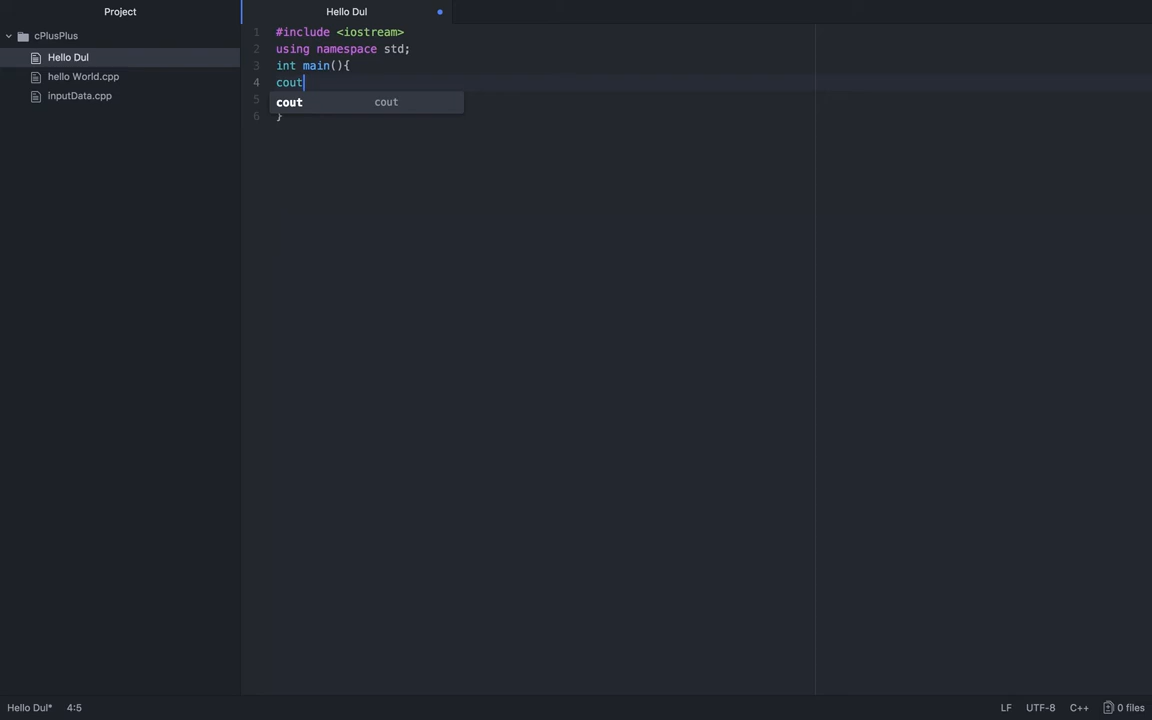 Project
Hello Dul
cPlusPlus
Hello Dul
hello World.cpp
inputData.cpp
1 #include <iostream>
2 using namespace std;
3 int main(){
4 cout
5
cout cout
6 }
Hello Dul* 4:5
LF UTF-8 C++ 0 files